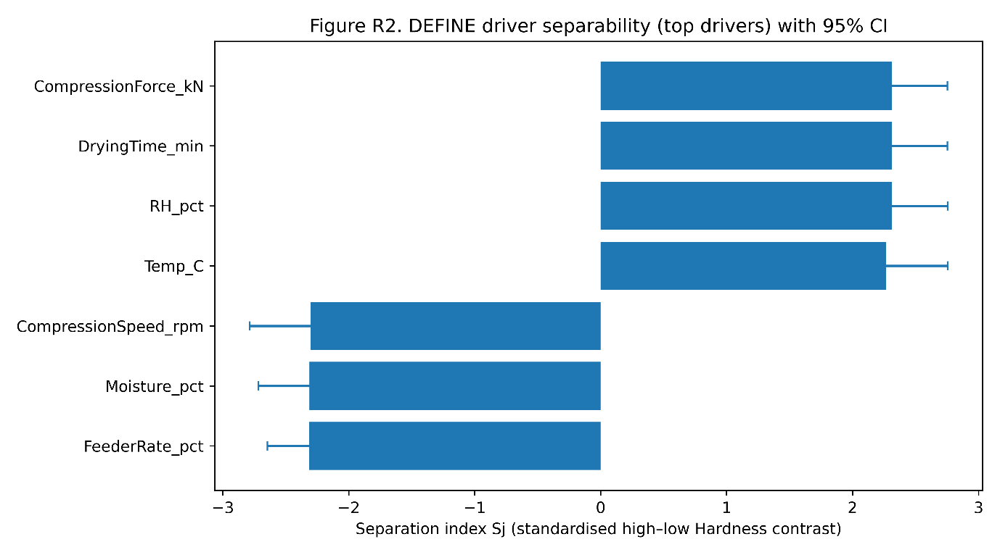 Figure R2. DEFINE driver separability (top drivers) with 95% CI
CompressionForce_kN
DryingTime_min
RH_pct
Temp_C
CompressionSpeed_rpm
Moisture_pct
FeederRate_pct
−3 −2 −1 0 1 2 3
Separation index Sj (standardised high–low Hardness contrast)